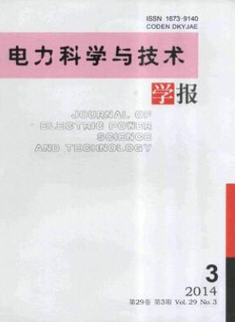 ISSN 1673-9140
CODEN DKYJAE
电力科学与技术
学报
JOURNAL OF
ELECTRIC POWER
SCIENCE
AND TECHNOLOGY
3
2014
第29卷 第3期 Vol. 29 No. 3